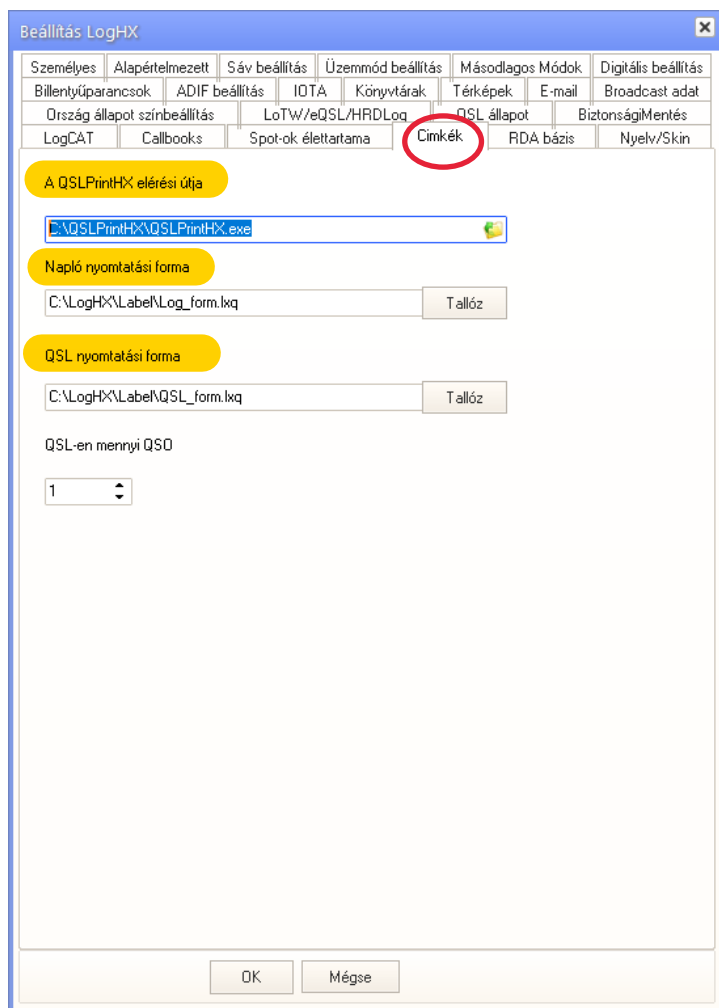 Beállítás LogHX
Személyes Alapértelmezett Sáv beállítás Üzemmód beállítás Másodlagos Módok Digitális beállítás
Billentyűparancsok ADIF beállítás IOTA Könyvtárak Térképek E-mail Broadcast adat
Ország állapot színbeállítás LoTW/eQSL/HRDLog QSL állapot BiztonságiMentés
LogCAT Callbooks Spot-ok élettartama Cimkék RDA bázis Nyelv/Skin
A QSLPrintHX elérési útja
C:\QSLPrintHX\QSLPrintHX.exe
Napló nyomtatási forma
C:\LogHX\Label\Log_form.lxq Tallóz
QSL nyomtatási forma
C:\LogHX\Label\QSL_form.lxq Tallóz
QSL-en mennyi QSO
1
OK Mégse